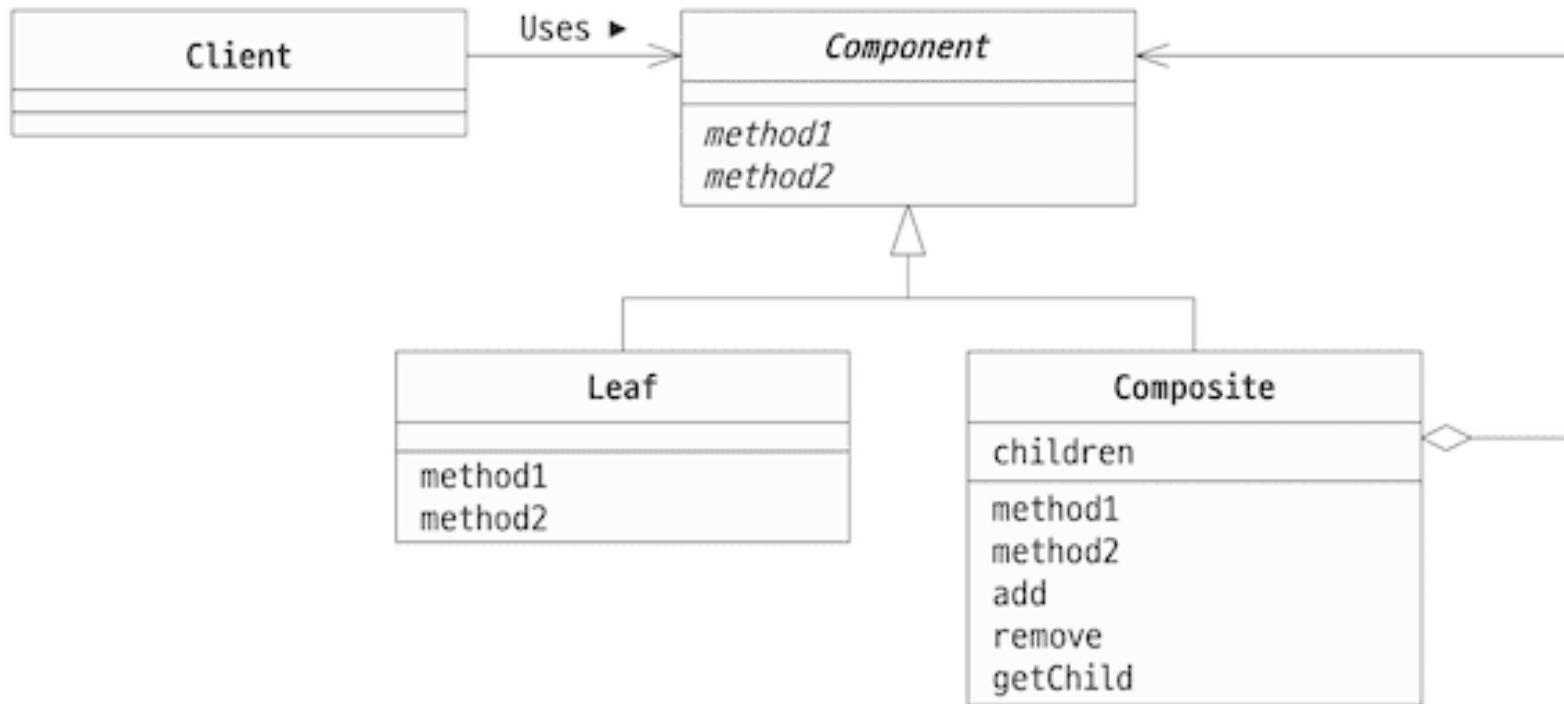 Client
Uses ►
Component
method1
method2
Leaf
method1
method2
Composite
children
method1
method2
add
remove
getChild